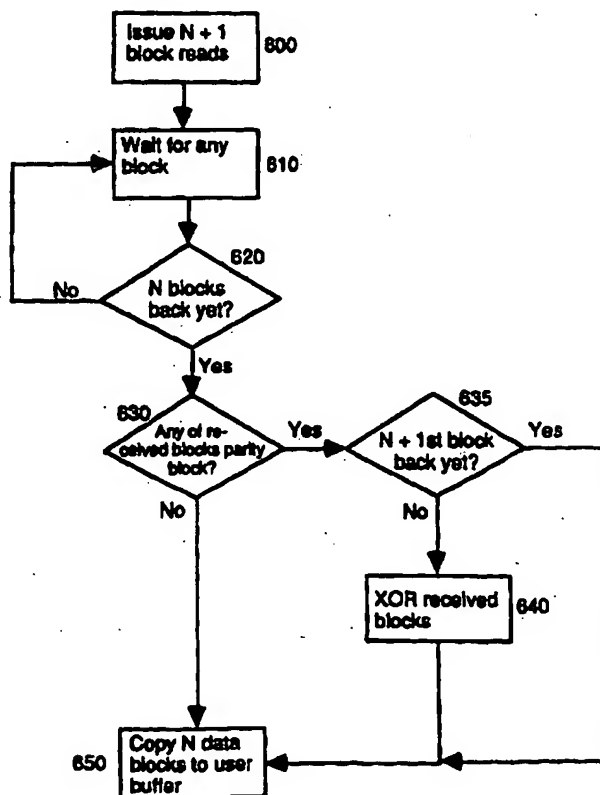 Issue N + 1
block reads
600
Wait for any
block
610
620
N blocks
back yet?
No
Yes
630
Any of re-
ceived blocks parity
block?
Yes
No
635
N + 1st block
back yet?
Yes
No
XOR received
blocks
640
650
Copy N data
blocks to user
buffer